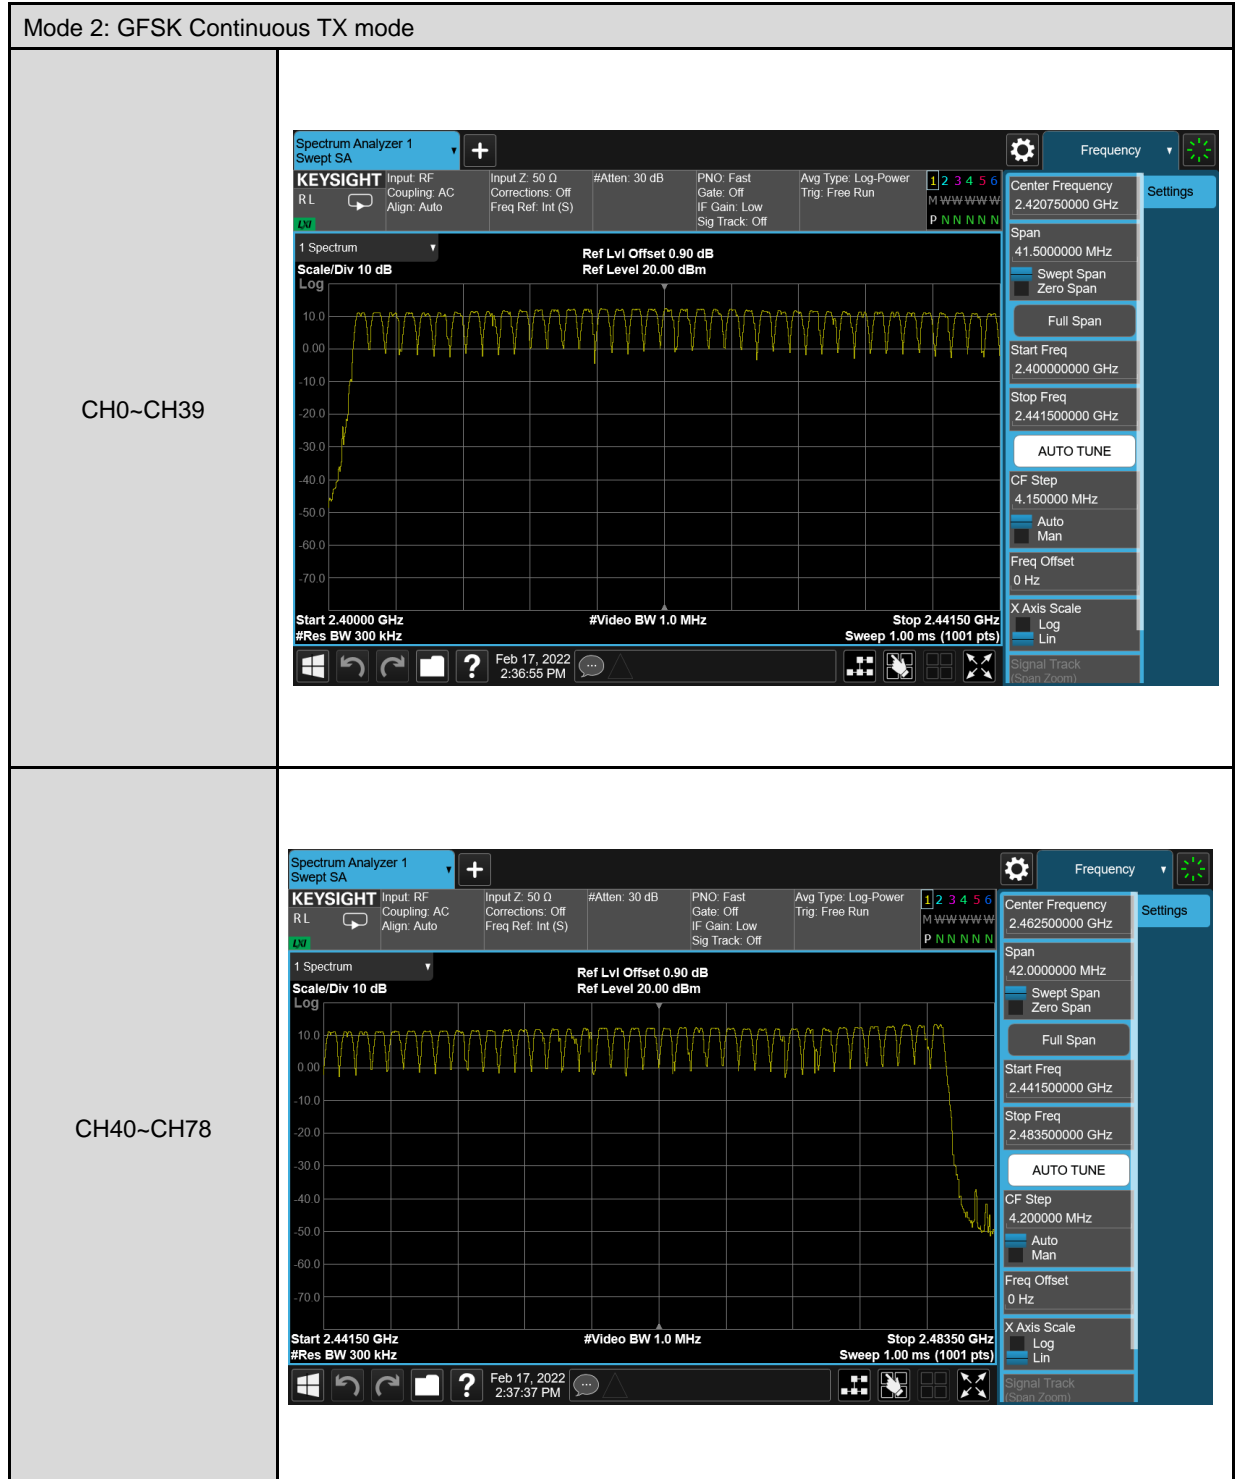 Mode 2: GFSK Continuous TX mode
CH0~CH39
Spectrum Analyzer 1
Swept SA
Frequency
KEYSIGHT
RL
LXI
Input: RF
Coupling: AC
Align: Auto
Input Z: 50 Ω
Corrections: Off
Freq Ref: Int (S)
#Atten: 30 dB
PNO: Fast
Gate: Off
IF Gain: Low
Sig Track: Off
Avg Type: Log-Power
Trig: Free Run
1 2 3 4 5 6
M W W W W W
P N N N N N
Center Frequency
2.420750000 GHz
Settings
Span
41.5000000 MHz
Swept Span
Zero Span
Full Span
Start Freq
2.400000000 GHz
Stop Freq
2.441500000 GHz
AUTO TUNE
CF Step
4.150000 MHz
Auto
Man
Freq Offset
0 Hz
X Axis Scale
Log
Lin
Signal Track
(Span Zoom)
1 Spectrum
Scale/Div 10 dB
Ref Lvl Offset 0.90 dB
Ref Level 20.00 dBm
Log
10.0
0.00
-10.0
-20.0
-30.0
-40.0
-50.0
-60.0
-70.0
Start 2.40000 GHz
#Video BW 1.0 MHz
Stop 2.44150 GHz
#Res BW 300 kHz
Sweep 1.00 ms (1001 pts)
?
Feb 17, 2022
2:36:55 PM
CH40~CH78
Spectrum Analyzer 1
Swept SA
Frequency
KEYSIGHT
RL
LXI
Input: RF
Coupling: AC
Align: Auto
Input Z: 50 Ω
Corrections: Off
Freq Ref: Int (S)
#Atten: 30 dB
PNO: Fast
Gate: Off
IF Gain: Low
Sig Track: Off
Avg Type: Log-Power
Trig: Free Run
1 2 3 4 5 6
M W W W W W
P N N N N N
Center Frequency
2.462500000 GHz
Settings
Span
42.0000000 MHz
Swept Span
Zero Span
Full Span
Start Freq
2.441500000 GHz
Stop Freq
2.483500000 GHz
AUTO TUNE
CF Step
4.200000 MHz
Auto
Man
Freq Offset
0 Hz
X Axis Scale
Log
Lin
Signal Track
(Span Zoom)
1 Spectrum
Scale/Div 10 dB
Ref Lvl Offset 0.90 dB
Ref Level 20.00 dBm
Log
10.0
0.00
-10.0
-20.0
-30.0
-40.0
-50.0
-60.0
-70.0
Start 2.44150 GHz
#Video BW 1.0 MHz
Stop 2.48350 GHz
#Res BW 300 kHz
Sweep 1.00 ms (1001 pts)
?
Feb 17, 2022
2:37:37 PM